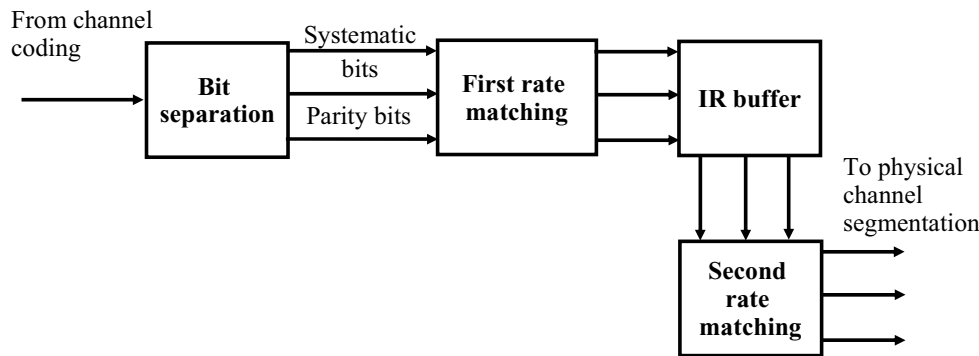 From channel
coding
Bit
separation
Systematic
bits
Parity bits
First rate
matching
IR buffer
To physical
channel
segmentation
Second
rate
matching